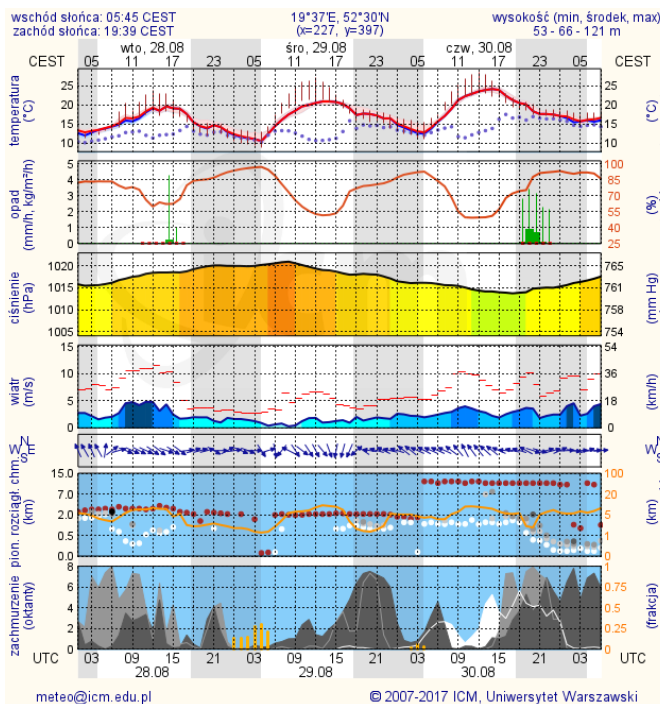 wschód słońca: 05:45 CEST 19°37'E, 52°30'N wysokość (min, środek, max)
zachód słońca: 19:39 CEST (x=227, y=397) 53 - 66 - 121 m
wto, 28.08 śro, 29.08 czw, 30.08
CEST 05 11 17 23 05 11 17 23 05 11 17 23 05 CEST
temperatura (°C)
25 25
20 20
15 15
10 10
(°C)
opad (mm/h, kg/m²/h)
5 100
4 85
3 70
2 55
1 40
0 25
(%)
ciśnienie (hPa)
1020 765
1015 761
1010 758
1005 754
(mm Hg)
wiatr (m/s)
15 54
10 36
5 18
0 0
(km/h)
N W E S N W S
pion. rozciągł. chm. (km)
15.0 100
7.0 20
2.0 10
0.5 5
0.0 0
(km)
zachmurzenie (oktanty)
8 1
6 0.75
4 0.5
2 0.25
0 0
(frakcja)
UTC 03 09 15 21 03 09 15 21 03 09 15 21 03 UTC
28.08 29.08 30.08
meteo@icm.edu.pl © 2007-2017 ICM, Uniwersytet Warszawski